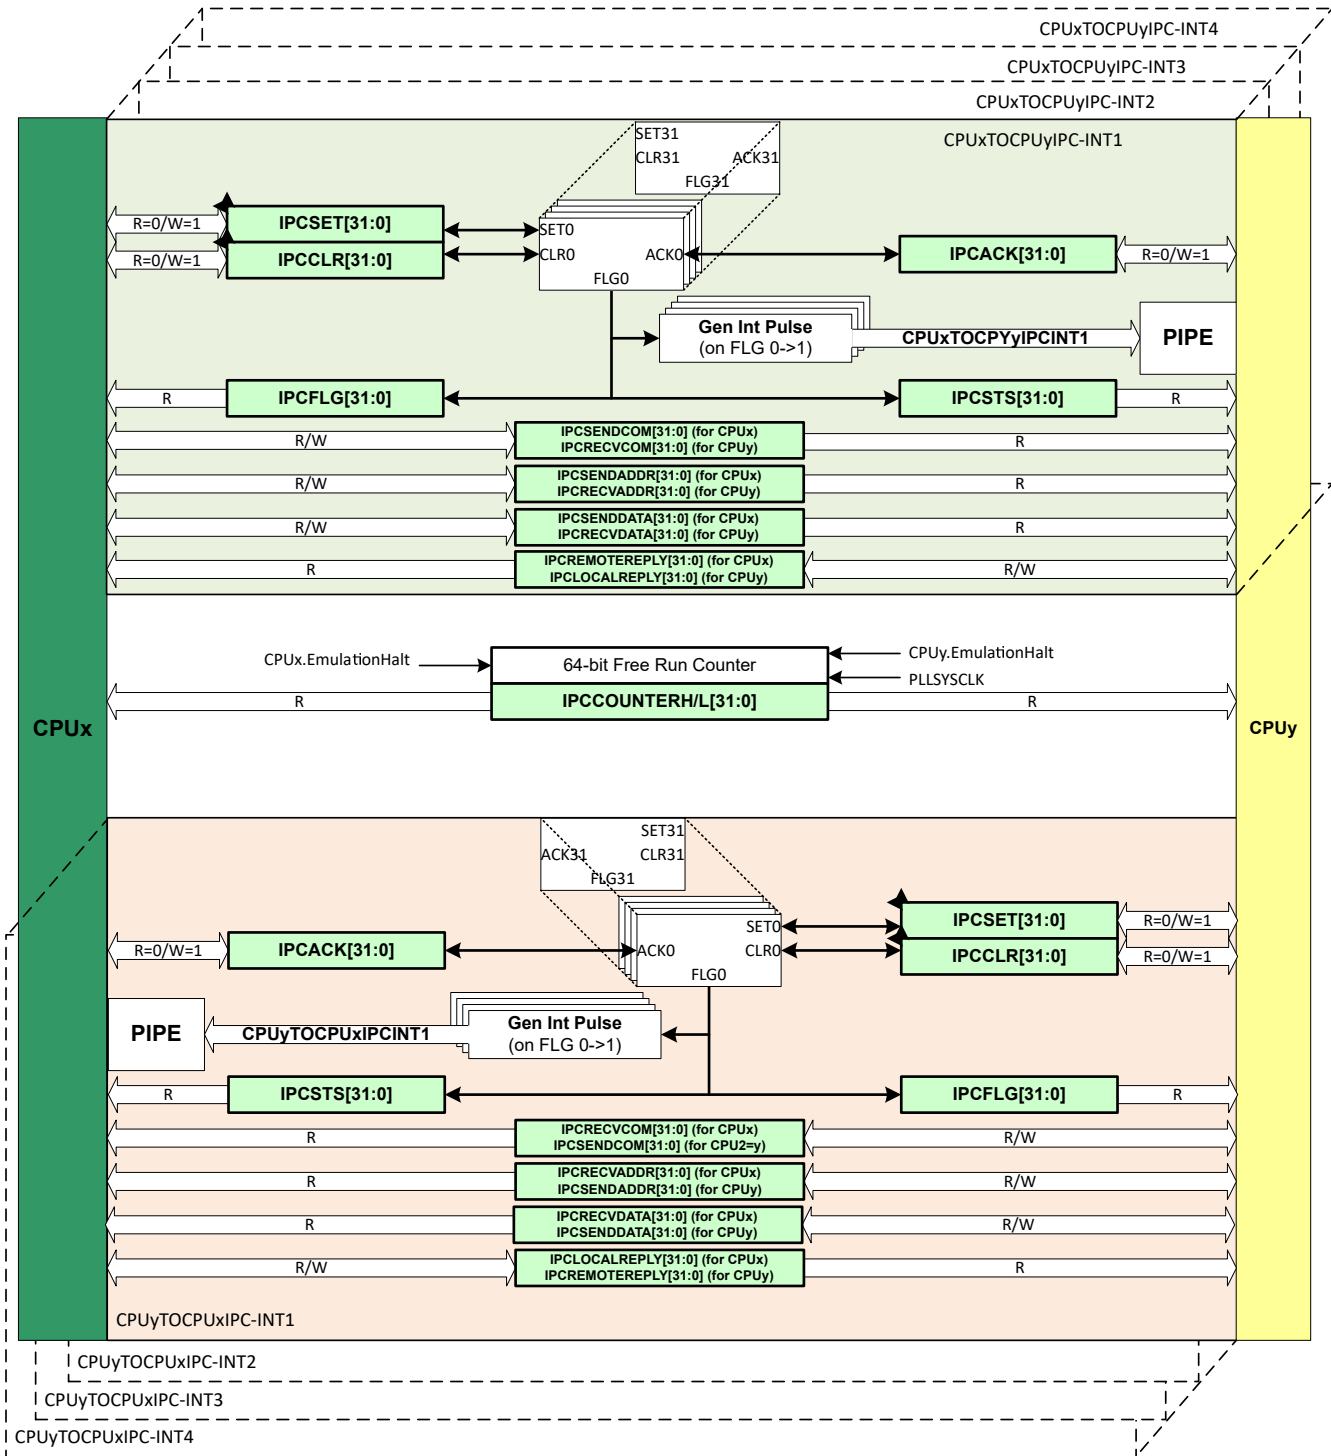 CPUxTOCPUyIPC-INT4
CPUxTOCPUyIPC-INT3
CPUxTOCPUyIPC-INT2
CPUxTOCPUyIPC-INT1
SET31
CLR31 ACK31
FLG31
R=0/W=1 IPCSET[31:0] SET0
R=0/W=1 IPCCLR[31:0] CLR0 ACK0 IPCACK[31:0] R=0/W=1
FLG0
Gen Int Pulse
(on FLG 0->1)
CPUxTOCPYyIPCINT1
PIPE
R IPCFLG[31:0] IPCSTS[31:0] R
IPCSENDCOM[31:0] (for CPUx)
R/W R
IPCRECVCOM[31:0] (for CPUy)
IPCSENDADDR[31:0] (for CPUx)
R/W R
IPCRECVADDR[31:0] (for CPUy)
IPCSENDDATA[31:0] (for CPUx)
R/W R
IPCRECVDATA[31:0] (for CPUy)
IPCREMOTEREPLY[31:0] (for CPUx)
R R/W
IPCLOCALREPLY[31:0] (for CPUy)
CPUx.EmulationHalt 64-bit Free Run Counter CPUy.EmulationHalt
PLLSYSCLK
R IPCCOUNTERH/L[31:0] R
CPUx CPUy
SET31
ACK31 CLR31
FLG31
SET0 IPCSET[31:0] R=0/W=1
R=0/W=1 IPCACK[31:0] ACK0 CLR0 IPCCLR[31:0] R=0/W=1
FLG0
PIPE
CPUyTOCPUxIPCINT1
Gen Int Pulse
(on FLG 0->1)
R IPCSTS[31:0] IPCFLG[31:0] R
IPCRECVCOM[31:0] (for CPUx)
R R/W
IPCSENDCOM[31:0] (for CPU2=y)
IPCRECVADDR[31:0] (for CPUx)
R R/W
IPCSENDADDR[31:0] (for CPUy)
IPCRECVDATA[31:0] (for CPUx)
R R/W
IPCSENDDATA[31:0] (for CPUy)
IPCLOCALREPLY[31:0] (for CPUx)
R/W R
IPCREMOTEREPLY[31:0] (for CPUy)
CPUyTOCPUxIPC-INT1
CPUyTOCPUxIPC-INT2
CPUyTOCPUxIPC-INT3
CPUyTOCPUxIPC-INT4